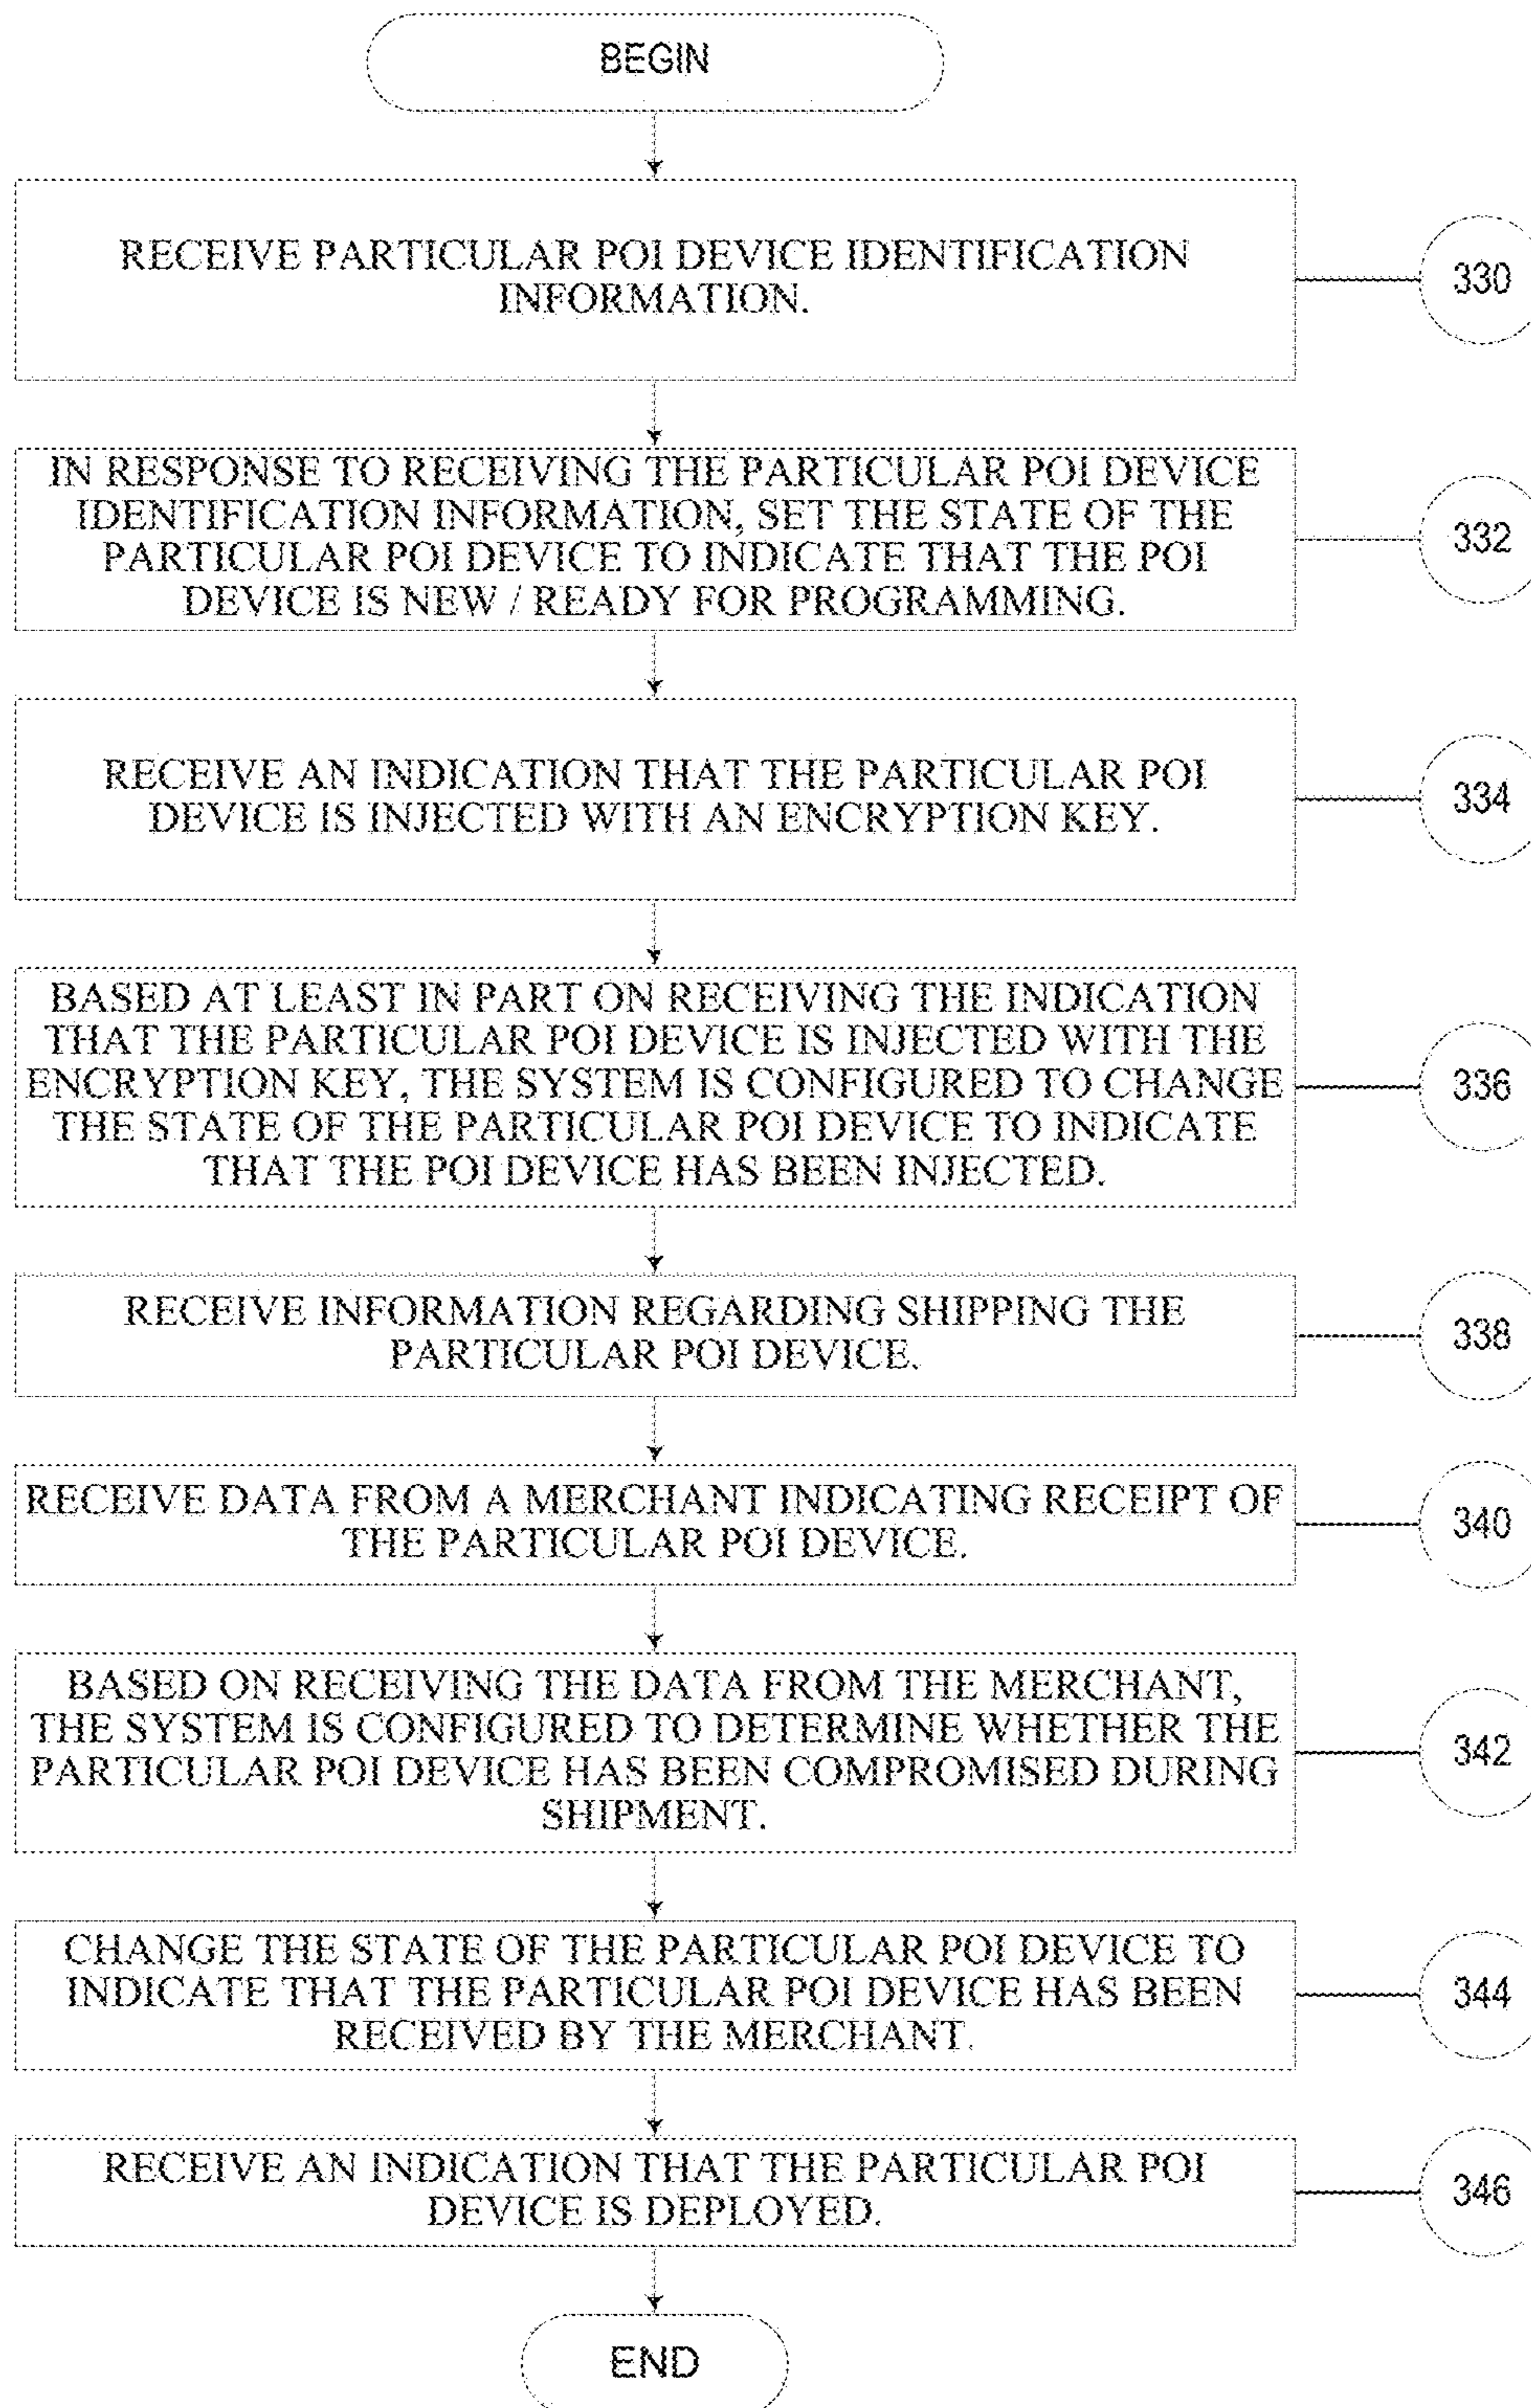 BEGIN
RECEIVE PARTICULAR POI DEVICE IDENTIFICATION
INFORMATION.
330
IN RESPONSE TO RECEIVING THE PARTICULAR POI DEVICE
IDENTIFICATION INFORMATION, SET THE STATE OF THE
PARTICULAR POI DEVICE TO INDICATE THAT THE POI
DEVICE IS NEW / READY FOR PROGRAMMING.
332
RECEIVE AN INDICATION THAT THE PARTICULAR POI
DEVICE IS INJECTED WITH AN ENCRYPTION KEY.
334
BASED AT LEAST IN PART ON RECEIVING THE INDICATION
THAT THE PARTICULAR POI DEVICE IS INJECTED WITH THE
ENCRYPTION KEY, THE SYSTEM IS CONFIGURED TO CHANGE
THE STATE OF THE PARTICULAR POI DEVICE TO INDICATE
THAT THE POI DEVICE HAS BEEN INJECTED.
336
RECEIVE INFORMATION REGARDING SHIPPING THE
PARTICULAR POI DEVICE.
338
RECEIVE DATA FROM A MERCHANT INDICATING RECEIPT OF
THE PARTICULAR POI DEVICE.
340
BASED ON RECEIVING THE DATA FROM THE MERCHANT,
THE SYSTEM IS CONFIGURED TO DETERMINE WHETHER THE
PARTICULAR POI DEVICE HAS BEEN COMPROMISED DURING
SHIPMENT.
342
CHANGE THE STATE OF THE PARTICULAR POI DEVICE TO
INDICATE THAT THE PARTICULAR POI DEVICE HAS BEEN
RECEIVED BY THE MERCHANT.
344
RECEIVE AN INDICATION THAT THE PARTICULAR POI
DEVICE IS DEPLOYED.
346
END